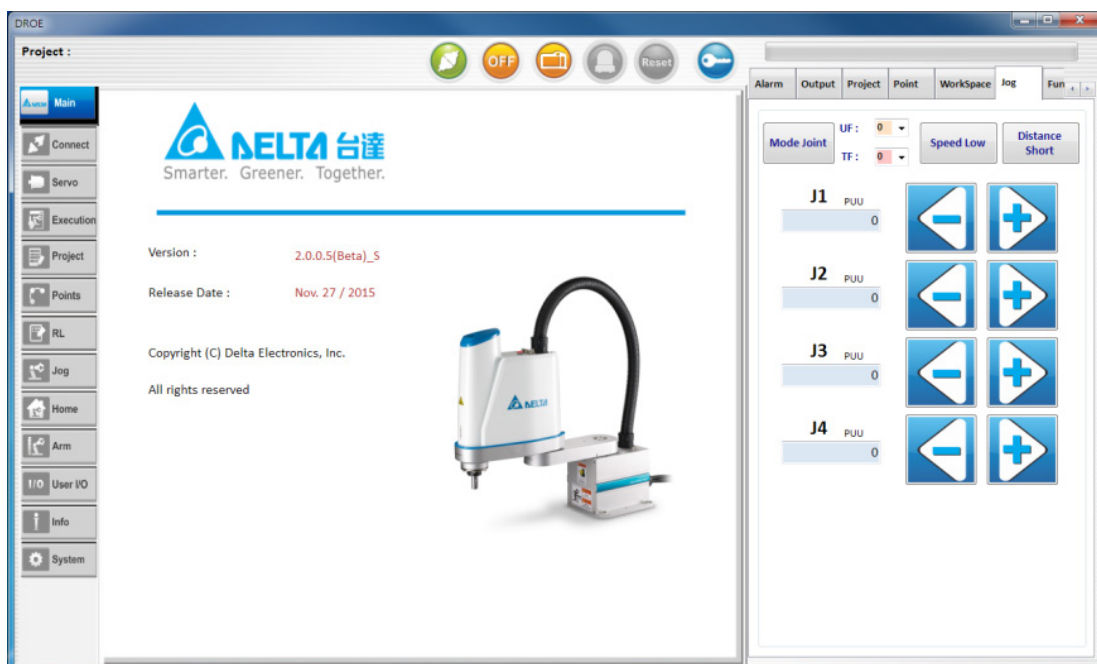 DROE
Project :
OFF
Reset
Alarm Output Project Point WorkSpace Jog Fun
Main
Connect
Servo
Execution
Project
Points
RL
Jog
Home
Arm
I/O User I/O
Info
System
DELTA 台達
Smarter. Greener. Together.
Version : 2.0.0.5(Beta)_S
Release Date : Nov. 27 / 2015
Copyright (C) Delta Electronics, Inc.
All rights reserved
DELTA
Mode Joint
UF : 0
TF : 0
Speed Low
Distance
Short
J1 PUU
0
J2 PUU
0
J3 PUU
0
J4 PUU
0